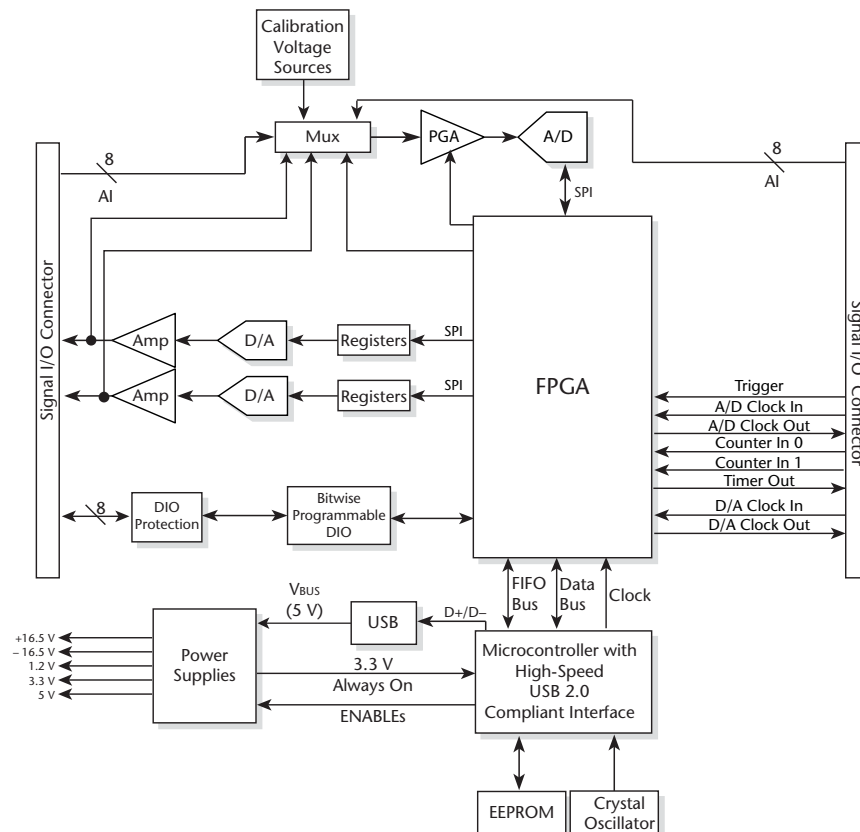 Calibration
Voltage
Sources
Mux
PGA
A/D
8
AI
8
AI
SPI
Signal I/O Connector
Signal I/O Connector
Amp
D/A
Registers
SPI
FPGA
Amp
D/A
Registers
SPI
Trigger
A/D Clock In
A/D Clock Out
Counter In 0
Counter In 1
Timer Out
D/A Clock In
D/A Clock Out
8
DIO
Protection
Bitwise
Programmable
DIO
FIFO
Bus
Data
Bus
Clock
VBUS
(5 V)
USB
D+/D–
+16.5 V
– 16.5 V
1.2 V
3.3 V
5 V
Power
Supplies
3.3 V
Always On
ENABLEs
Microcontroller with
High-Speed
USB 2.0
Compliant Interface
EEPROM
Crystal
Oscillator